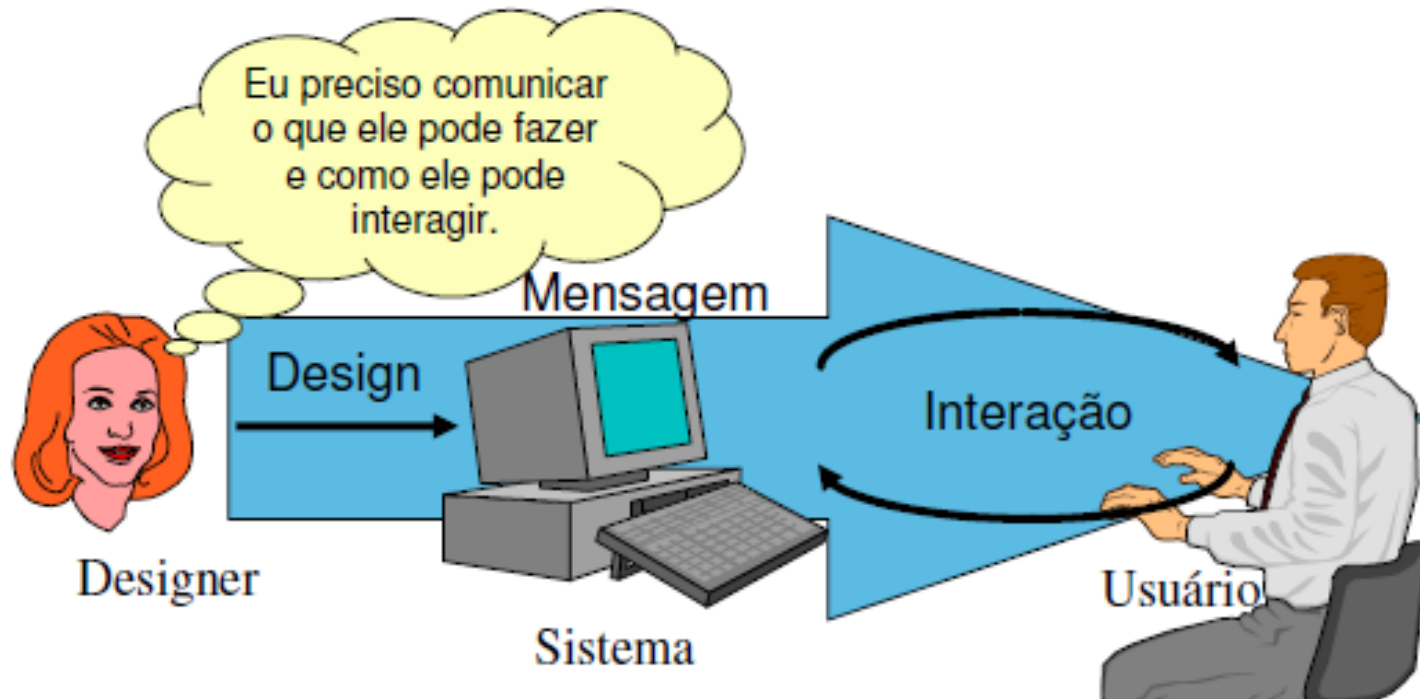 Eu preciso comunicar
o que ele pode fazer
e como ele pode
interagir.
Mensagem
Design
Interação
Designer
Sistema
Usuário